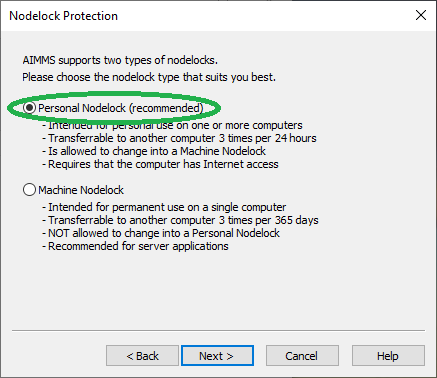 Nodelock Protection
AIMMS supports two types of nodelocks.
Please choose the nodelock type that suits you best.
Personal Nodelock (recommended)
- Intended for personal use on one or more computers
- Transferrable to another computer 3 times per 24 hours
- Is allowed to change into a Machine Nodelock
- Requires that the computer has Internet access
Machine Nodelock
- Intended for permanent use on a single computer
- Transferrable to another computer 3 times per 365 days
- NOT allowed to change into a Personal Nodelock
- Recommended for server applications
< Back Next > Cancel Help